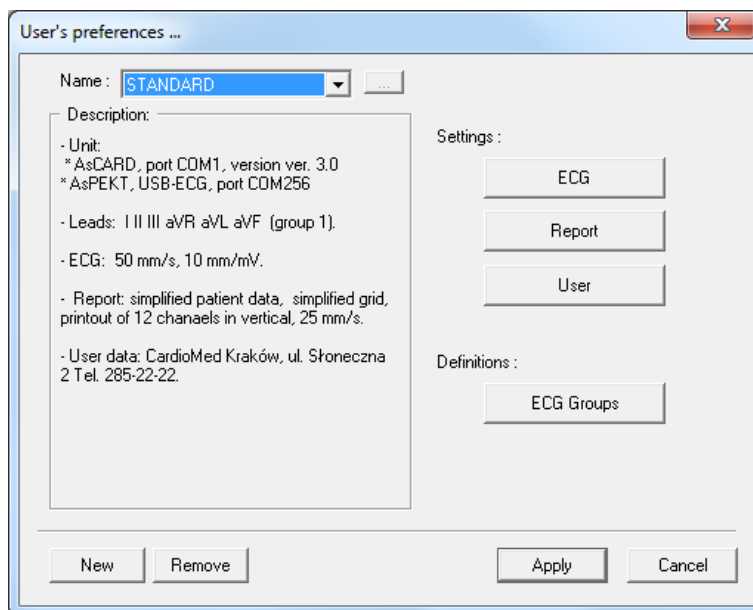 User's preferences ...
Name : STANDARD ...
Description:
- Unit:
* AsCARD, port COM1, version ver. 3.0
* AsPEKT, USB-ECG, port COM256
- Leads: I II III aVR aVL aVF (group 1).
- ECG: 50 mm/s, 10 mm/mV.
- Report: simplified patient data, simplified grid,
printout of 12 chanaels in vertical, 25 mm/s.
- User data: CardioMed Kraków, ul. Słoneczna
2 Tel. 285-22-22.
Settings :
ECG
Report
User
Definitions :
ECG Groups
New Remove Apply Cancel